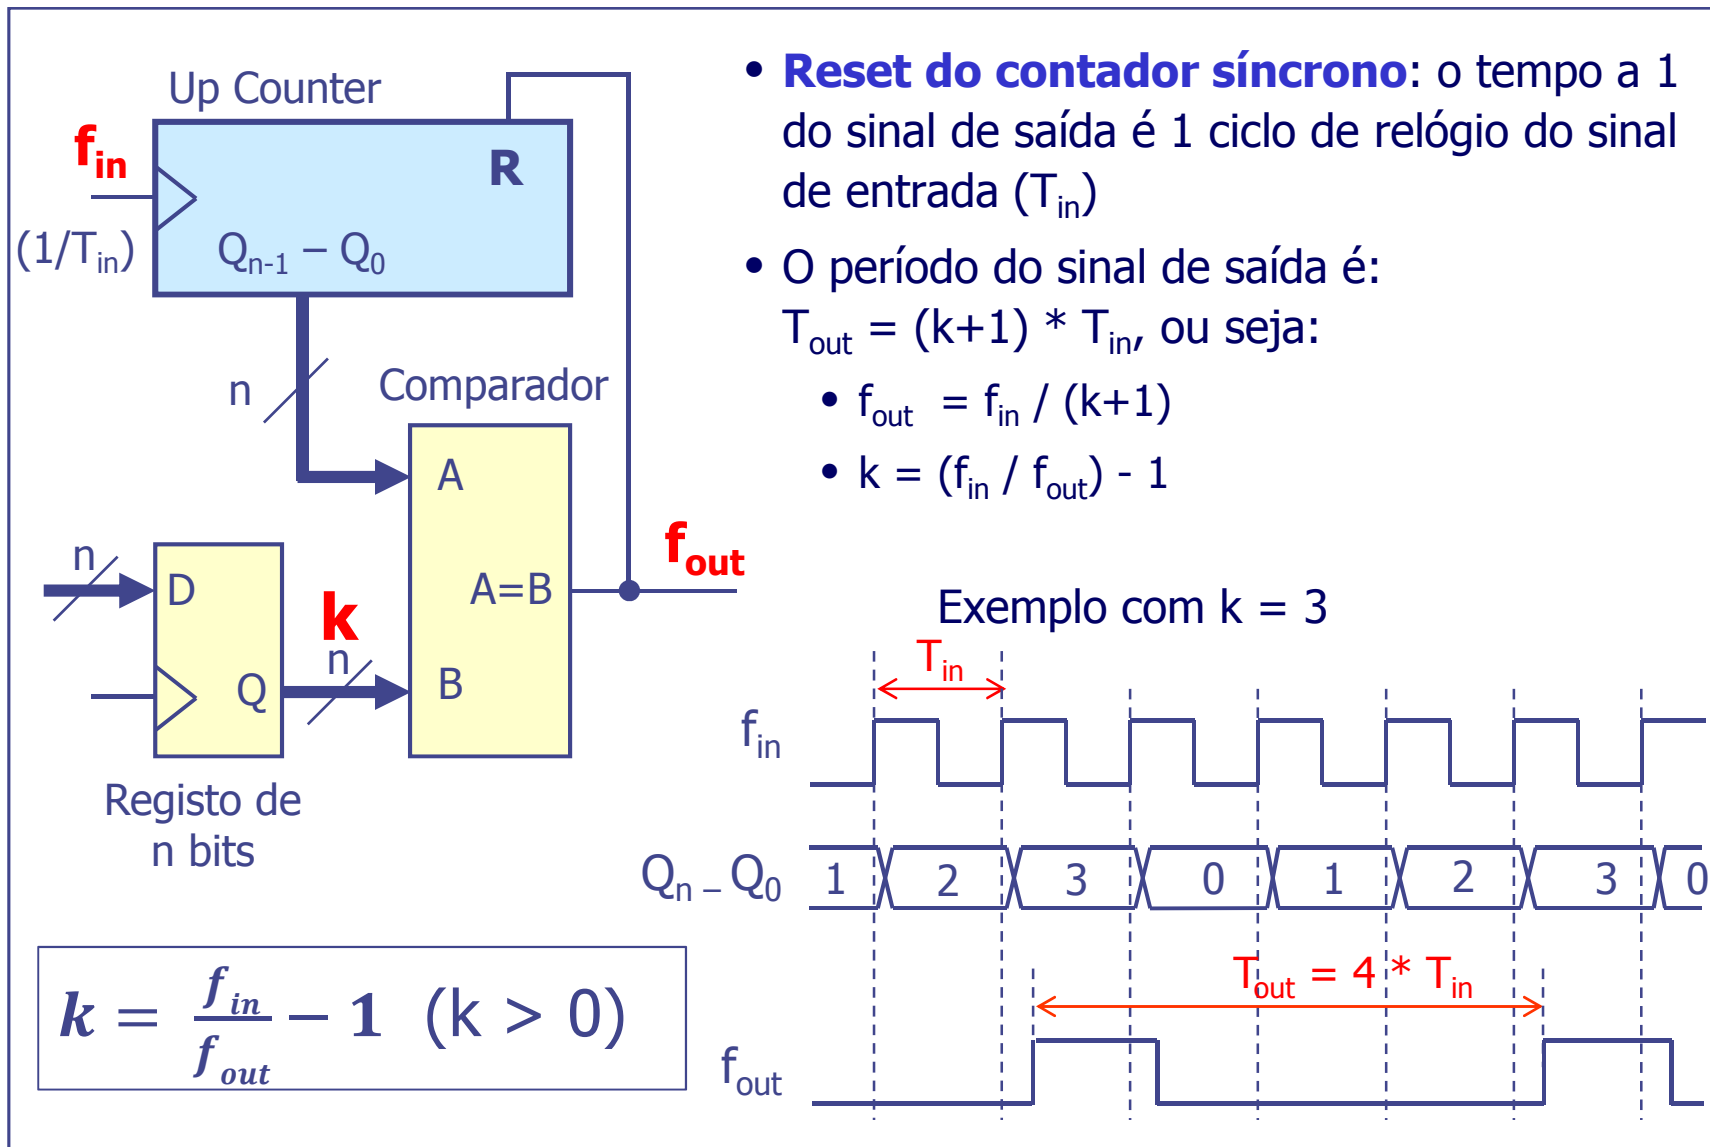 Up Counter
f_in
R
(1/T_in)
Q_n-1 – Q_0
n
Comparador
A
n
D
k
n
A=B
f_out
Q
B
Registo de
n bits
k = f_in / f_out – 1 (k > 0)
• Reset do contador síncrono: o tempo a 1
do sinal de saída é 1 ciclo de relógio do sinal
de entrada (T_in)
• O período do sinal de saída é:
T_out = (k+1) * T_in, ou seja:
• f_out = f_in / (k+1)
• k = (f_in / f_out) - 1
Exemplo com k = 3
T_in
f_in
Q_n – Q_0 1 2 3 0 1 2 3 0
T_out = 4 * T_in
f_out